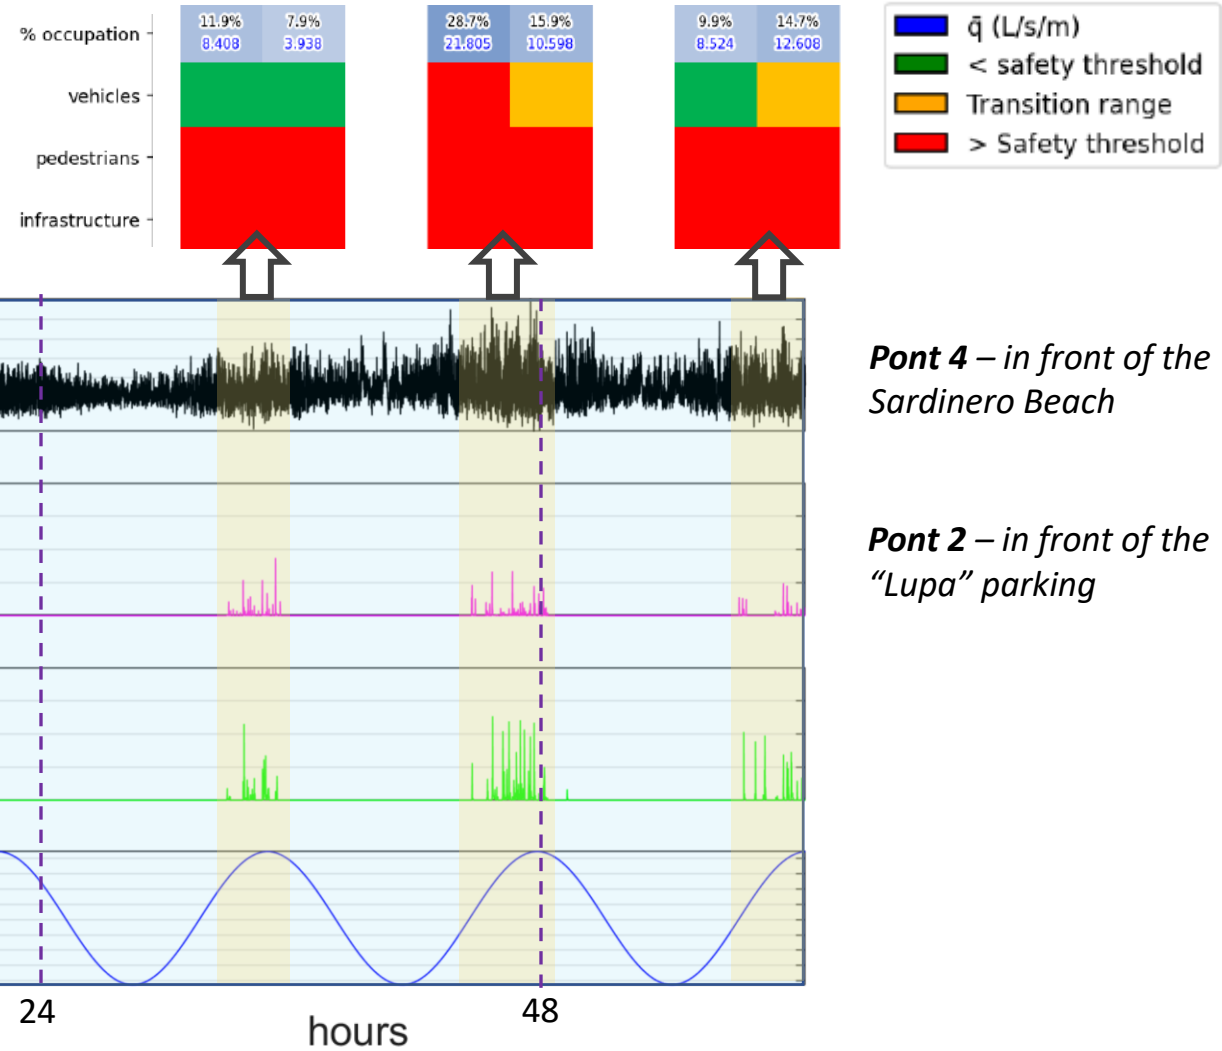 % occupation
11.9% 7.9%
8.408 3.938
28.7% 15.9%
21.805 10.598
9.9% 14.7%
8.524 12.608
vehicles
pedestrians
infrastructure
q̄ (L/s/m)
< safety threshold
Transition range
> Safety threshold
Pont 4 – in front of the
Sardinero Beach
Pont 2 – in front of the
“Lupa” parking
24
48
hours